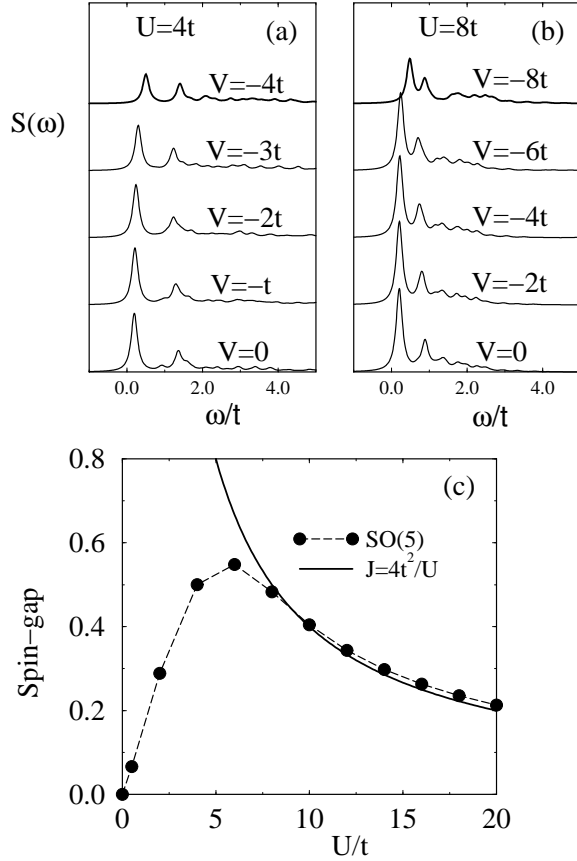 U=4t (a)
V=−4t
S(ω)
V=−3t
V=−2t
V=−t
V=0
0.0 2.0 4.0
ω/t
U=8t (b)
V=−8t
V=−6t
V=−4t
V=−2t
V=0
0.0 2.0 4.0
ω/t
(c)
0.8
0.6
0.4
0.2
0.0
Spin−gap
SO(5)
J=4t²/U
0 5 10 15 20
U/t